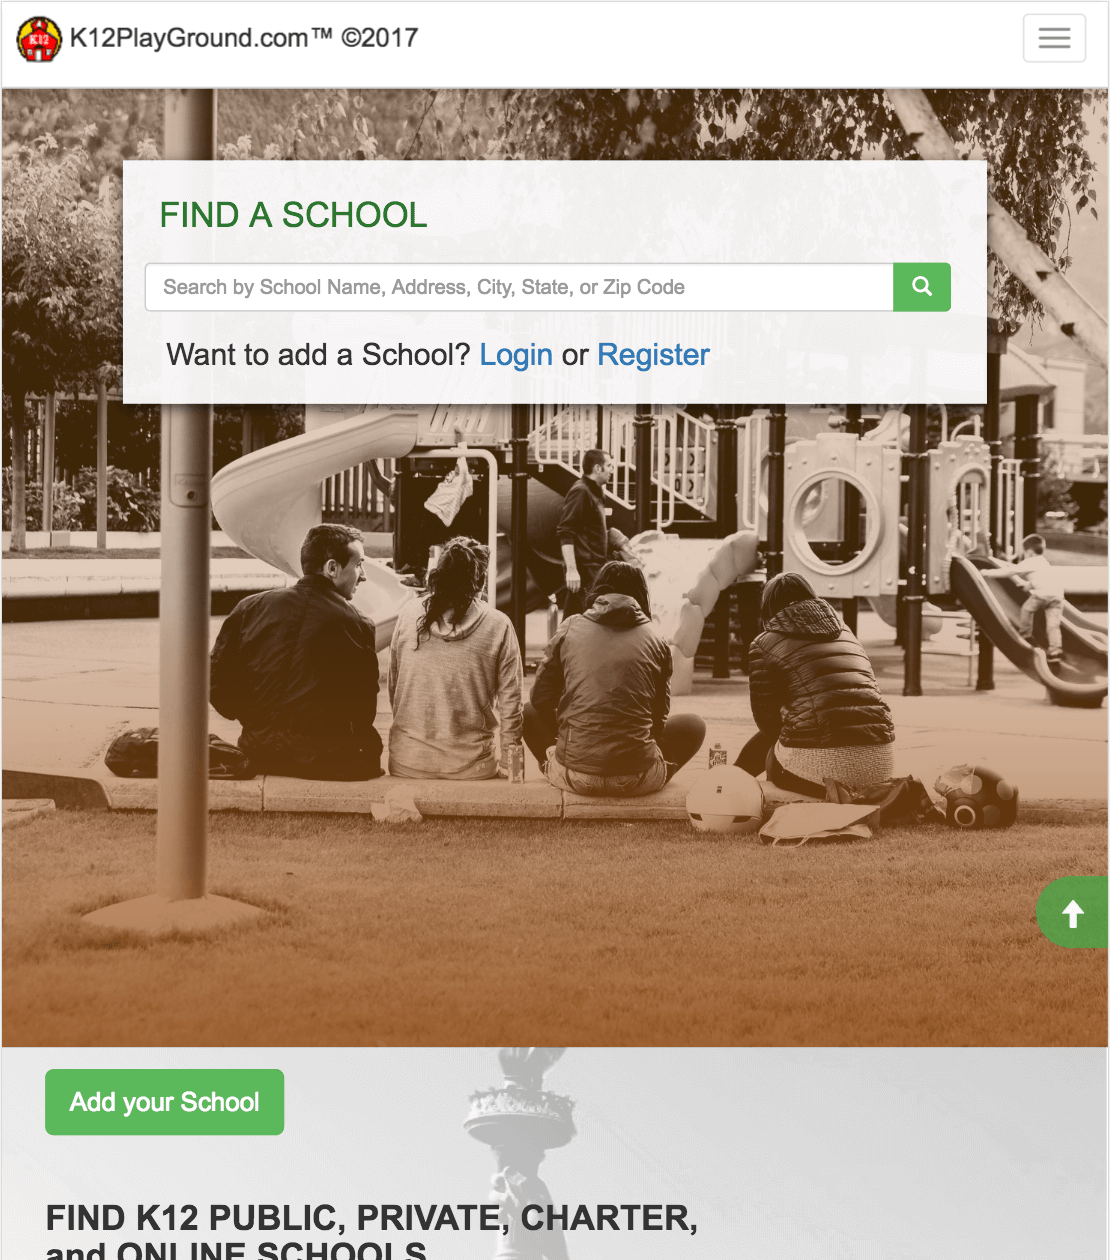 K12
K12PlayGround.com™ ©2017
FIND A SCHOOL
Search by School Name, Address, City, State, or Zip Code
Want to add a School? Login or Register
Add your School
FIND K12 PUBLIC, PRIVATE, CHARTER,
and ONLINE SCHOOLS